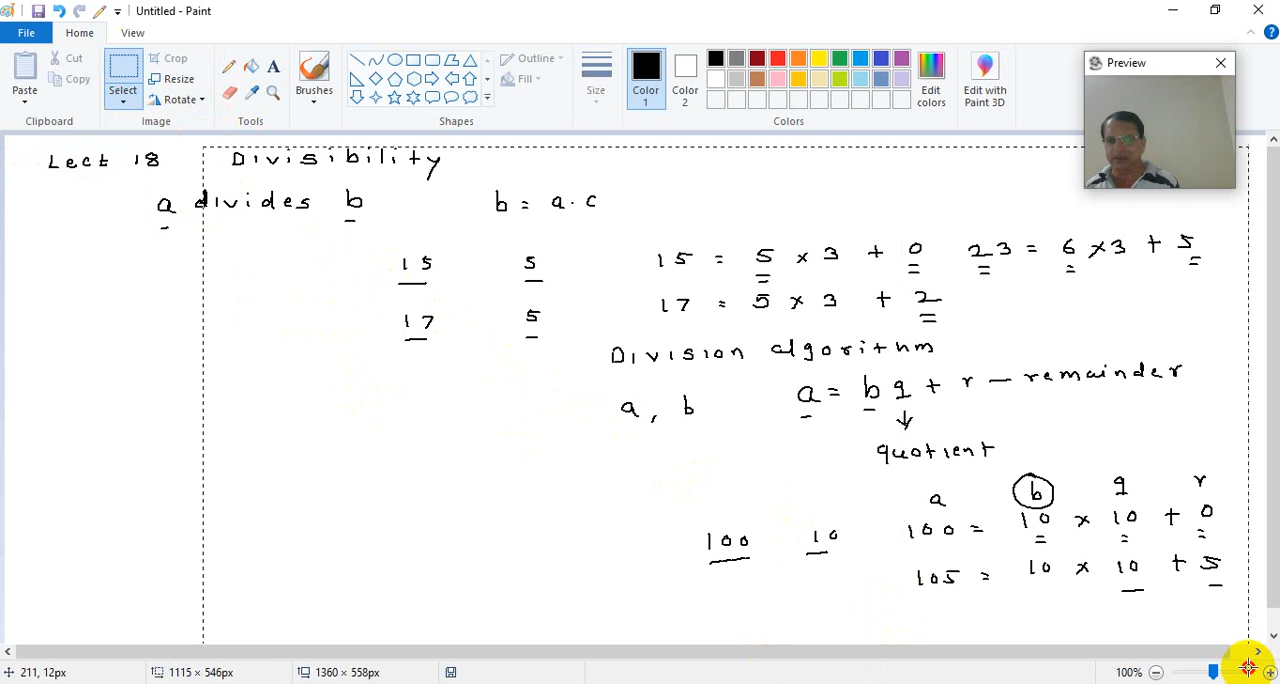 Untitled - Paint
File Home View
Paste Cut Copy Select Crop Resize Rotate Brushes Outline Fill Size Color 1 Color 2 Edit colors Edit with Paint 3D
Clipboard Image Tools Shapes Colors
Preview
Lect 18 Divisibility
a divides b b = a . c
15 5 15 = 5 × 3 + 0 23 = 6 × 3 + 5
17 5 17 = 5 × 3 + 2
Division algorithm
a, b a = b q + r — remainder
quotient
a b q r
100 10 100 = 10 × 10 + 0
105 = 10 × 10 + 5
211, 12px 1115 × 546px 1360 × 558px 100%